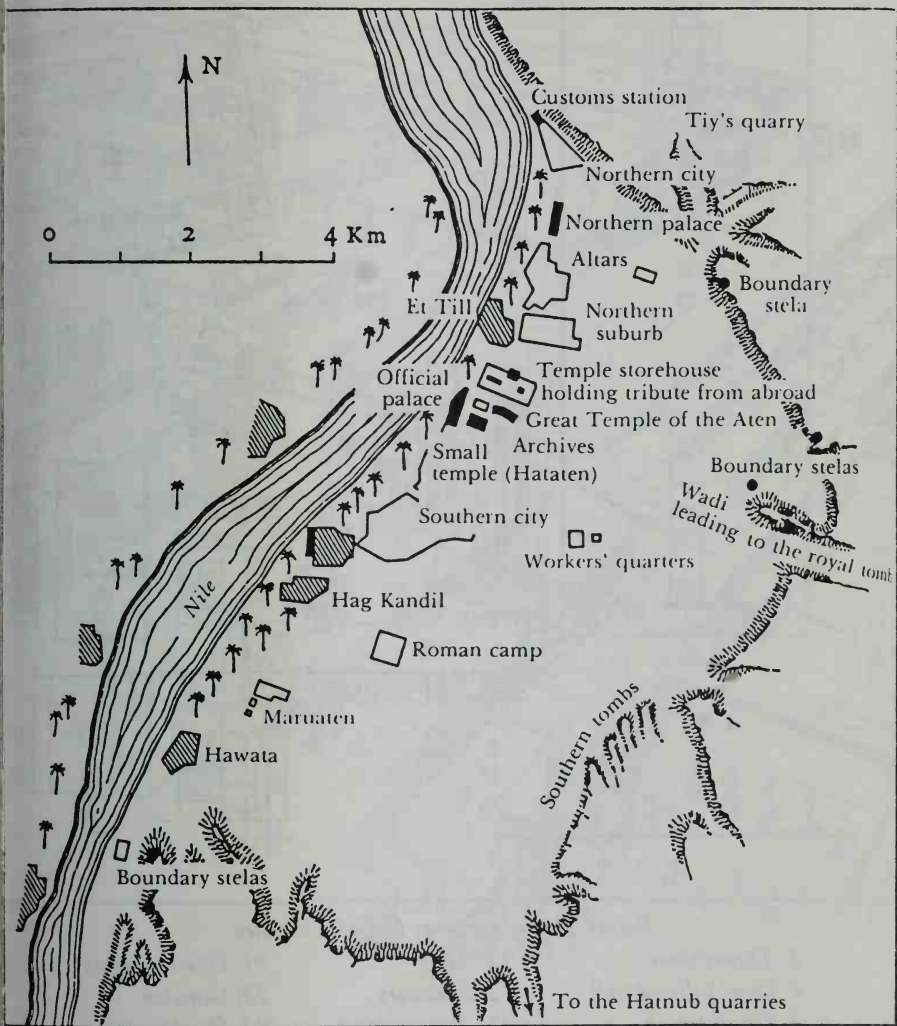 N
Customs station
Tiy's quarry
Northern city
Northern palace
0 2 4 Km
Altars
Boundary
stela
Et Till
Northern
suburb
Official
palace
Temple storehouse
holding tribute from abroad
Great Temple of the Aten
Archives
Small
temple (Hataten)
Boundary stelas
Wadi
leading to the royal tomb
Southern city
Workers' quarters
Nile
Hag Kandil
Roman camp
Maruaten
Hawata
Southern tombs
Boundary stelas
To the Hatnub quarries